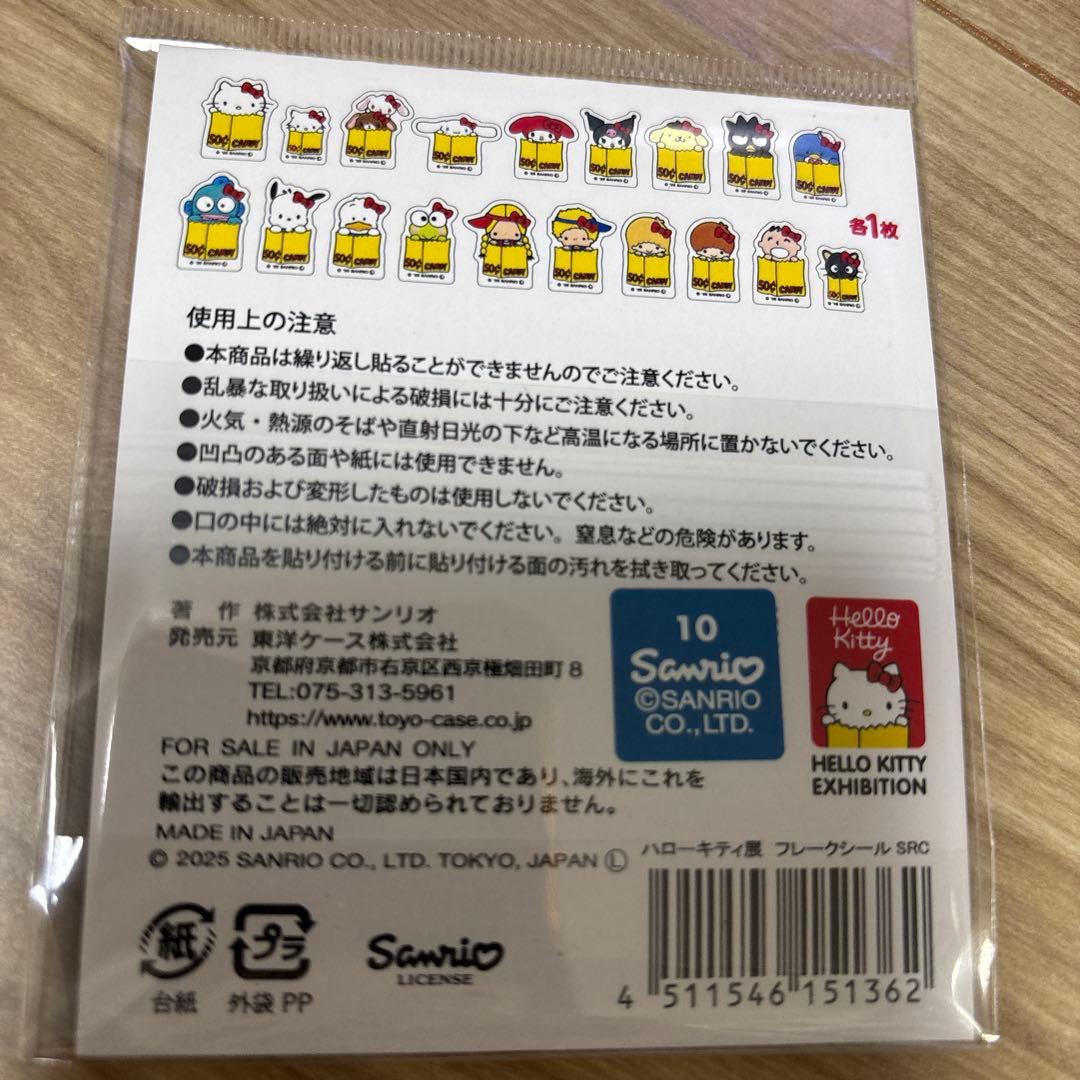 各1枚
使用上の注意
●本商品は繰り返し貼ることができませんのでご注意ください。
●乱暴な取り扱いによる破損には十分にご注意ください。
●火気・熱源のそばや直射日光の下など高温になる場所に置かないでください。
●凹凸のある面や紙には使用できません。
●破損および変形したものは使用しないでください。
●口の中には絶対に入れないでください。窒息などの危険があります。
●本商品を貼り付ける前に貼り付ける面の汚れを拭き取ってください。
著 作 株式会社サンリオ
発売元 東洋ケース株式会社
京都府京都市右京区西京極畑田町8
TEL:075-313-5961
https://www.toyo-case.co.jp
FOR SALE IN JAPAN ONLY
この商品の販売地域は日本国内であり、海外にこれを
輸出することは一切認められておりません。
MADE IN JAPAN
© 2025 SANRIO CO., LTD. TOKYO, JAPAN Ⓛ
10
Sanrio
©SANRIO
CO.,LTD.
Hello
Kitty
HELLO KITTY
EXHIBITION
ハローキティ展 フレークシール SRC
4 511546 151362
紙
台紙
プラ
外袋 PP
Sanrio
LICENSE